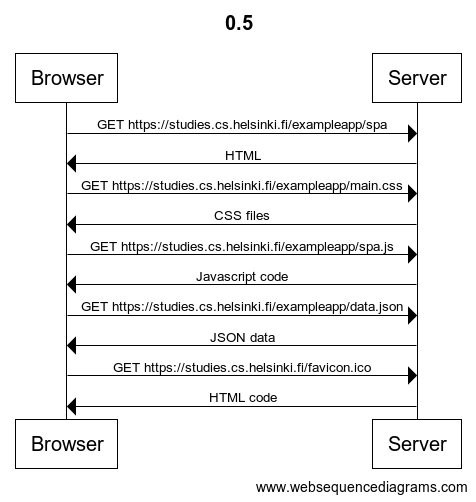 0.5
Browser
Server
GET https://studies.cs.helsinki.fi/exampleapp/spa
HTML
GET https://studies.cs.helsinki.fi/exampleapp/main.css
CSS files
GET https://studies.cs.helsinki.fi/exampleapp/spa.js
Javascript code
GET https://studies.cs.helsinki.fi/exampleapp/data.json
JSON data
GET https://studies.cs.helsinki.fi/favicon.ico
HTML code
Browser
Server
www.websequencediagrams.com